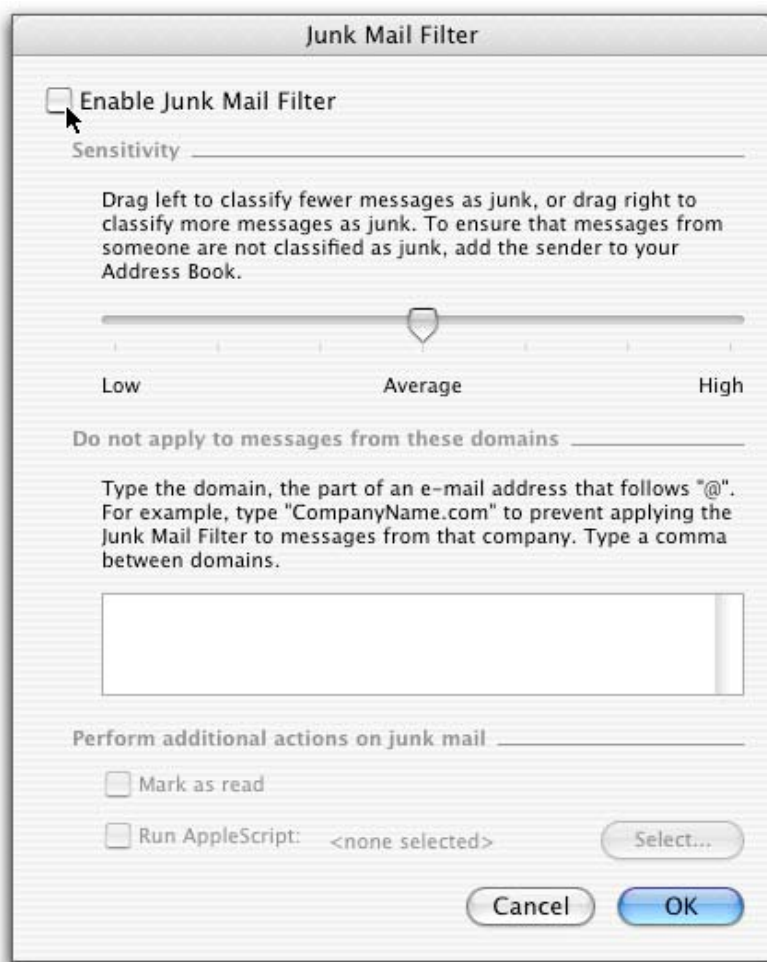 Junk Mail Filter
Enable Junk Mail Filter
Sensitivity
Drag left to classify fewer messages as junk, or drag right to
classify more messages as junk. To ensure that messages from
someone are not classified as junk, add the sender to your
Address Book.
Low Average High
Do not apply to messages from these domains
Type the domain, the part of an e-mail address that follows "@".
For example, type "CompanyName.com" to prevent applying the
Junk Mail Filter to messages from that company. Type a comma
between domains.
Perform additional actions on junk mail
Mark as read
Run AppleScript: <none selected> Select...
Cancel OK